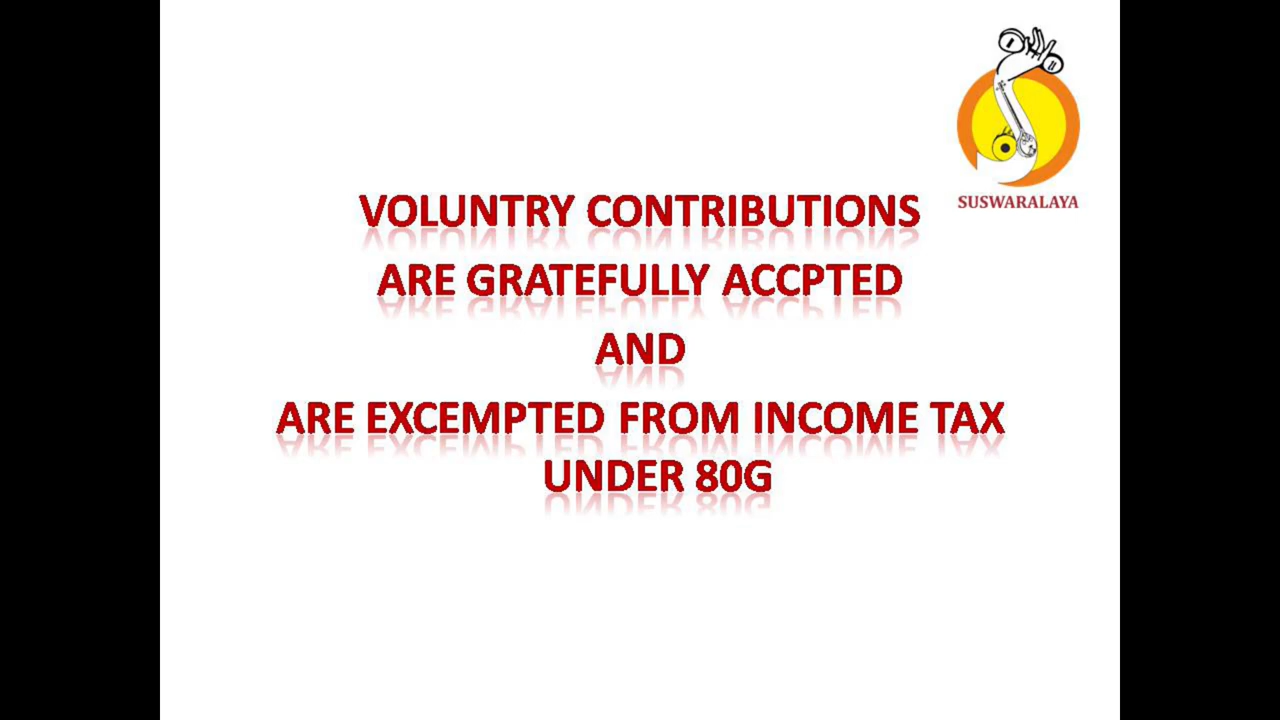 SUSWARALAYA
VOLUNTRY CONTRIBUTIONS
ARE GRATEFULLY ACCPTED
AND
ARE EXCEMPTED FROM INCOME TAX
UNDER 80G